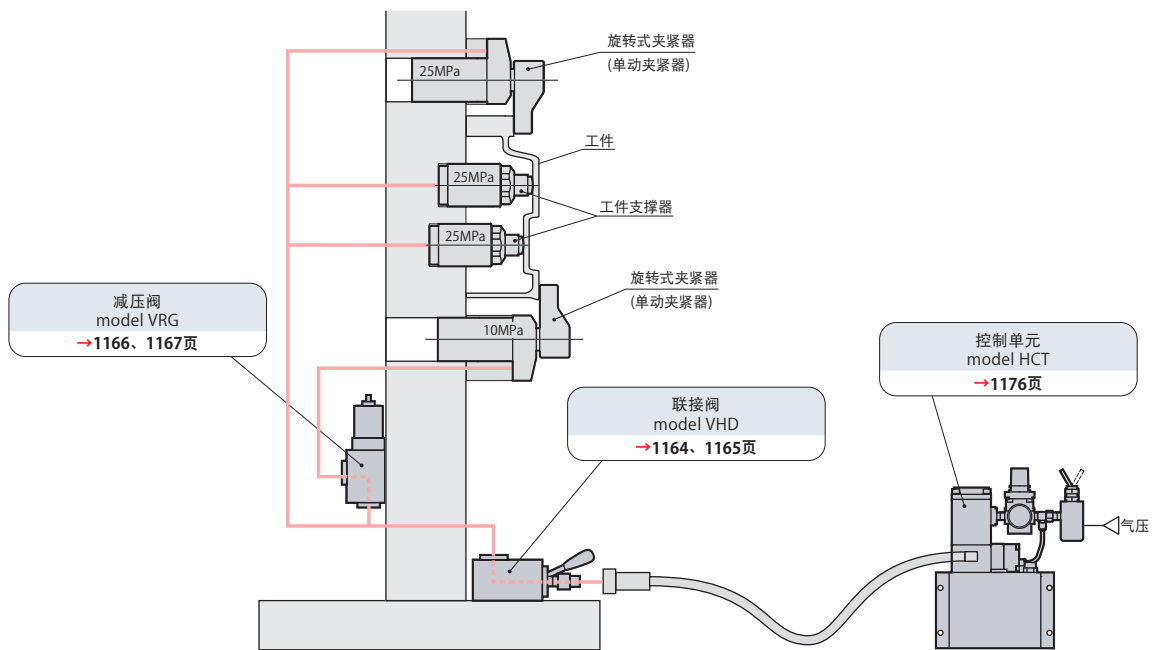 旋转式夹紧器
(单动夹紧器)
25MPa
工件
25MPa
工件支撑器
25MPa
旋转式夹紧器
(单动夹紧器)
减压阀
model VRG
→1166、1167页
10MPa
控制单元
model HCT
→1176页
联接阀
model VHD
→1164、1165页
气压